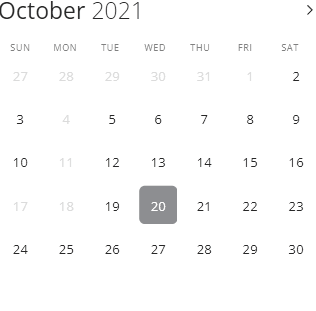 October 2021
SUN MON TUE WED THU FRI SAT
27 28 29 30 31 1 2
3 4 5 6 7 8 9
10 11 12 13 14 15 16
17 18 19 20 21 22 23
24 25 26 27 28 29 30